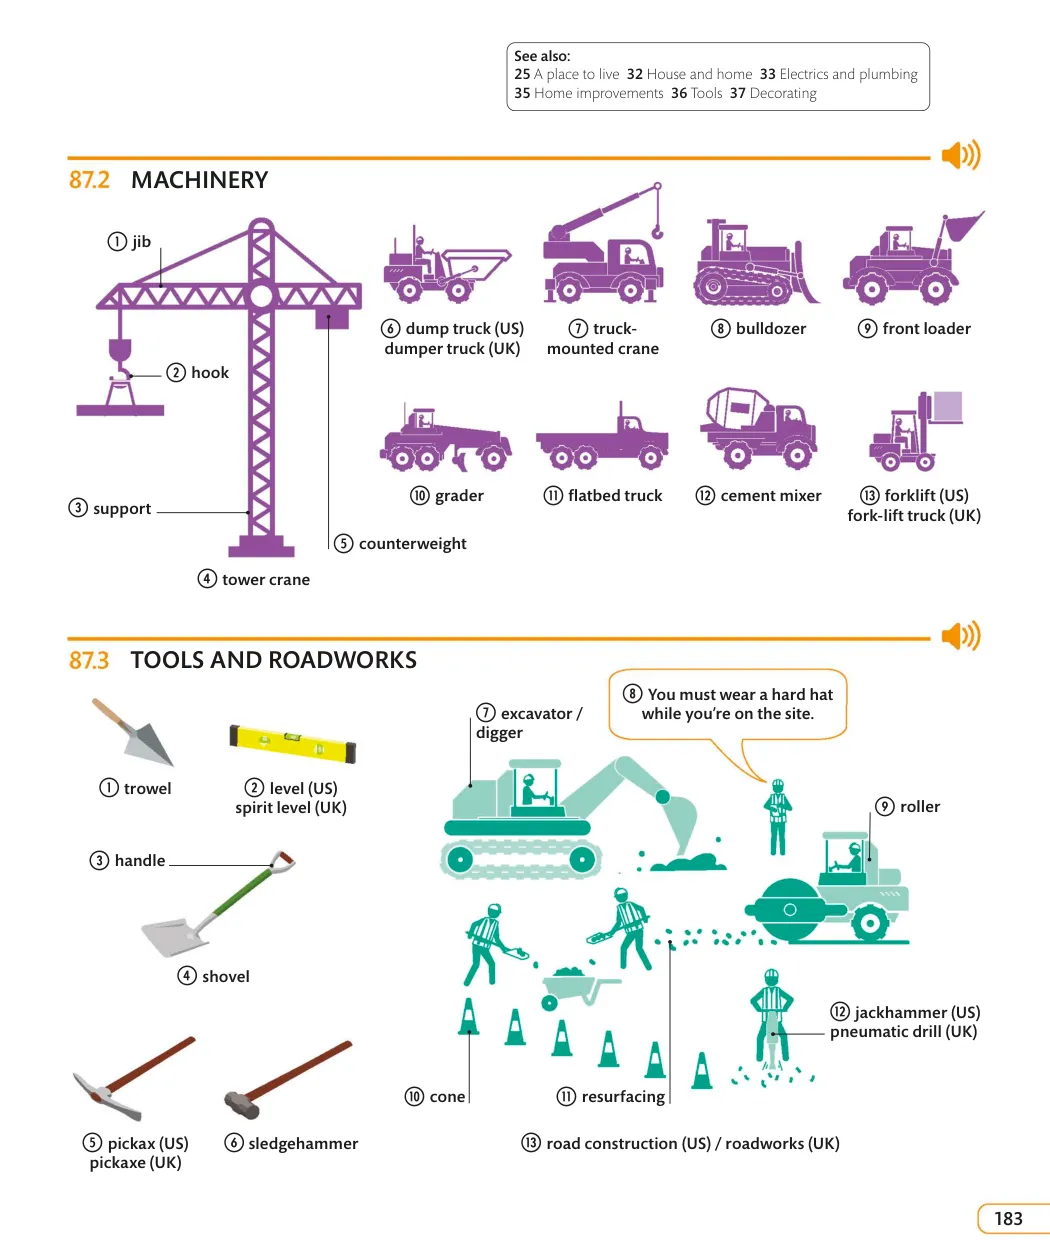 See also:
25 A place to live 32 House and home 33 Electrics and plumbing
35 Home improvements 36 Tools 37 Decorating
87.2 MACHINERY
① jib
② hook
③ support
④ tower crane
⑤ counterweight
⑥ dump truck (US)
dumper truck (UK)
⑦ truck-
mounted crane
⑧ bulldozer
⑨ front loader
⑩ grader
⑪ flatbed truck
⑫ cement mixer
⑬ forklift (US)
fork-lift truck (UK)
87.3 TOOLS AND ROADWORKS
① trowel
② level (US)
spirit level (UK)
③ handle
④ shovel
⑤ pickax (US)
pickaxe (UK)
⑥ sledgehammer
⑦ excavator /
digger
⑧ You must wear a hard hat
while you're on the site.
⑨ roller
⑩ cone
⑪ resurfacing
⑫ jackhammer (US)
pneumatic drill (UK)
⑬ road construction (US) / roadworks (UK)
183